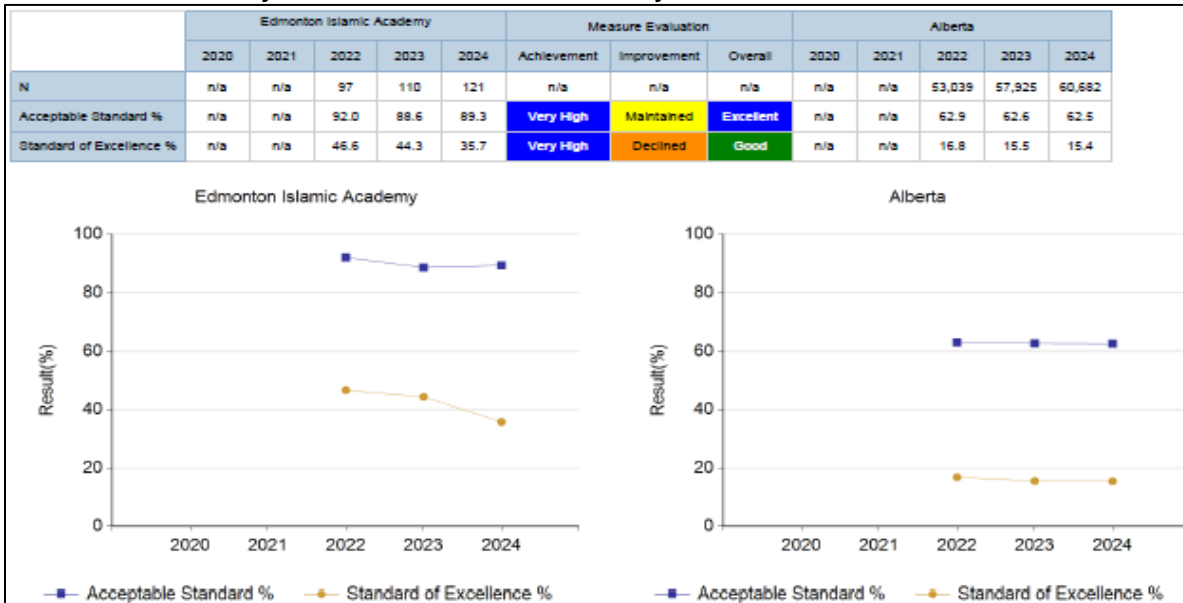 Edmonton Islamic Academy Measure Evaluation Alberta
2020 2021 2022 2023 2024 Achievement Improvement Overall 2020 2021 2022 2023 2024
N n/a n/a 97 110 121 n/a n/a n/a n/a n/a 53,039 57,925 60,682
Acceptable Standard % n/a n/a 92.0 88.6 89.3 Very High Maintained Excellent n/a n/a 62.9 62.6 62.5
Standard of Excellence % n/a n/a 46.6 44.3 35.7 Very High Declined Good n/a n/a 16.8 15.5 15.4
Edmonton Islamic Academy
100
80
60
40
20
0
Result(%)
2020 2021 2022 2023 2024
Acceptable Standard % Standard of Excellence %
Alberta
100
80
60
40
20
0
Result(%)
2020 2021 2022 2023 2024
Acceptable Standard % Standard of Excellence %